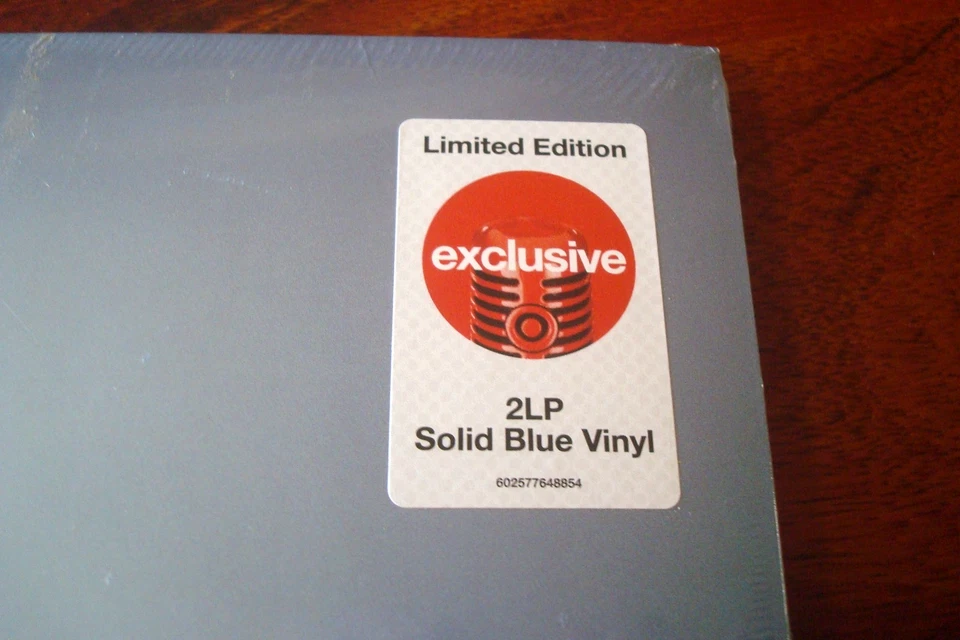 Limited Edition
exclusive
2LP
Solid Blue Vinyl
602577648854